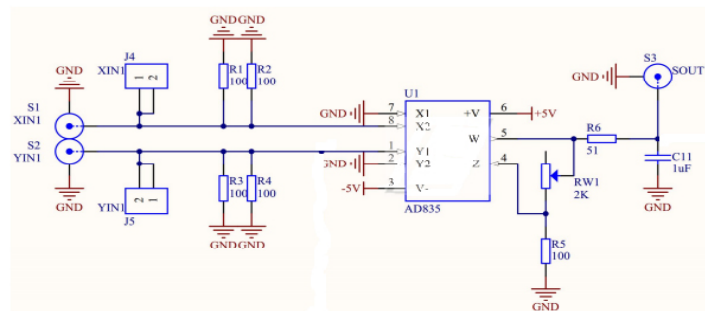 GND GND
J4
XIN1
1 2
GND
R1
100
R2
100
S3
SOUT
GND
S1
XIN1
U1
GND
7 X1
8 X2
+V 6
+5V
S2
YIN1
1 Y1
2 Y2
GND
W 5
R6
51
Z 4
-5V
3 V-
AD835
C11
1uF
GND
RW1
2K
GND
YIN1
2 1
J5
R3
100
R4
100
GND GND
R5
100
GND